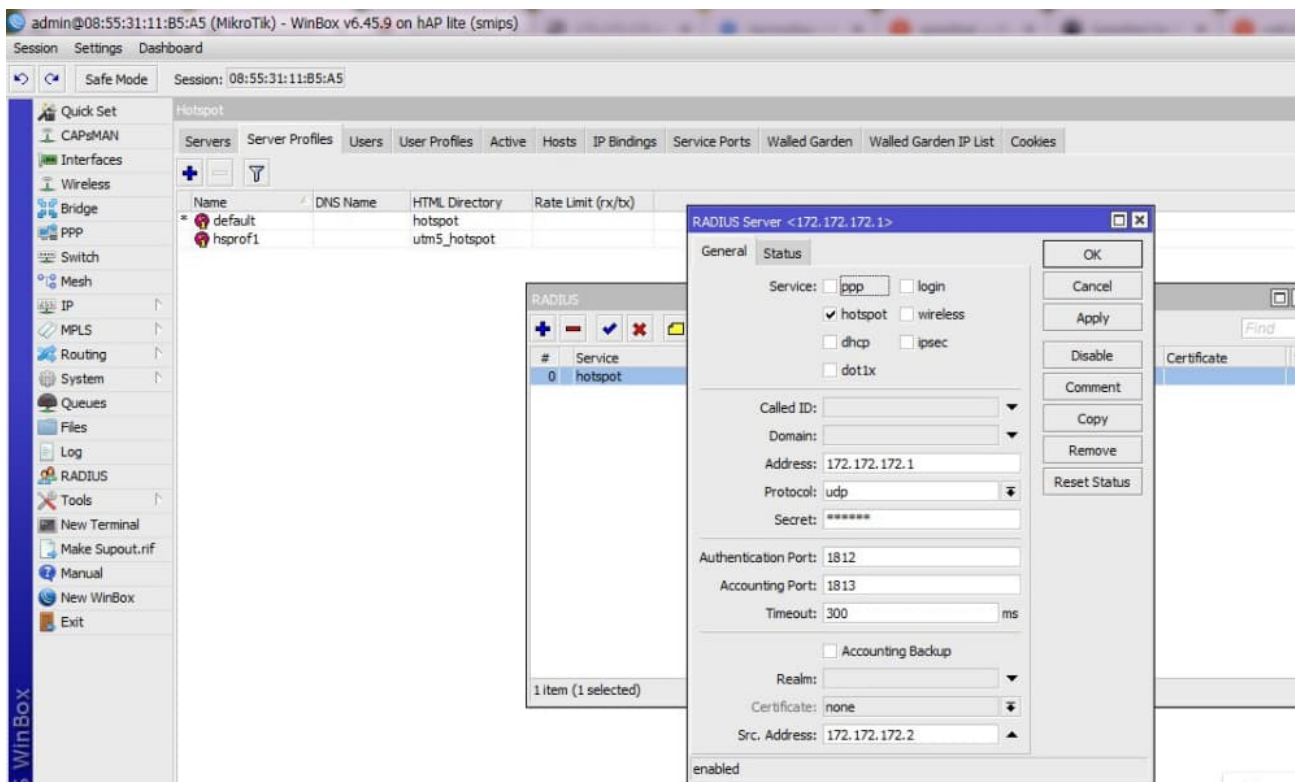 admin@08:55:31:11:B5:A5 (MikroTik) - WinBox v6.45.9 on hAP lite (smips)
Session Settings Dashboard
Safe Mode Session: 08:55:31:11:B5:A5
Quick Set
CAPsMAN
Interfaces
Wireless
Bridge
PPP
Switch
Mesh
IP
MPLS
Routing
System
Queues
Files
Log
RADIUS
Tools
New Terminal
Make Supout.rif
Manual
New WinBox
Exit
WinBox
Hotspot
Servers Server Profiles Users User Profiles Active Hosts IP Bindings Service Ports Walled Garden Walled Garden IP List Cookies
Name DNS Name HTML Directory Rate Limit (rx/tx)
* default hotspot
hsprof1 utm5_hotspot
RADIUS
Find
# Service Certificate
0 hotspot
1 item (1 selected)
RADIUS Server <172.172.172.1>
General Status
Service: ppp login
hotspot wireless
dhcp ipsec
dot1x
Called ID:
Domain:
Address: 172.172.172.1
Protocol: udp
Secret: ******
Authentication Port: 1812
Accounting Port: 1813
Timeout: 300 ms
Accounting Backup
Realm:
Certificate: none
Src. Address: 172.172.172.2
enabled
OK
Cancel
Apply
Disable
Comment
Copy
Remove
Reset Status